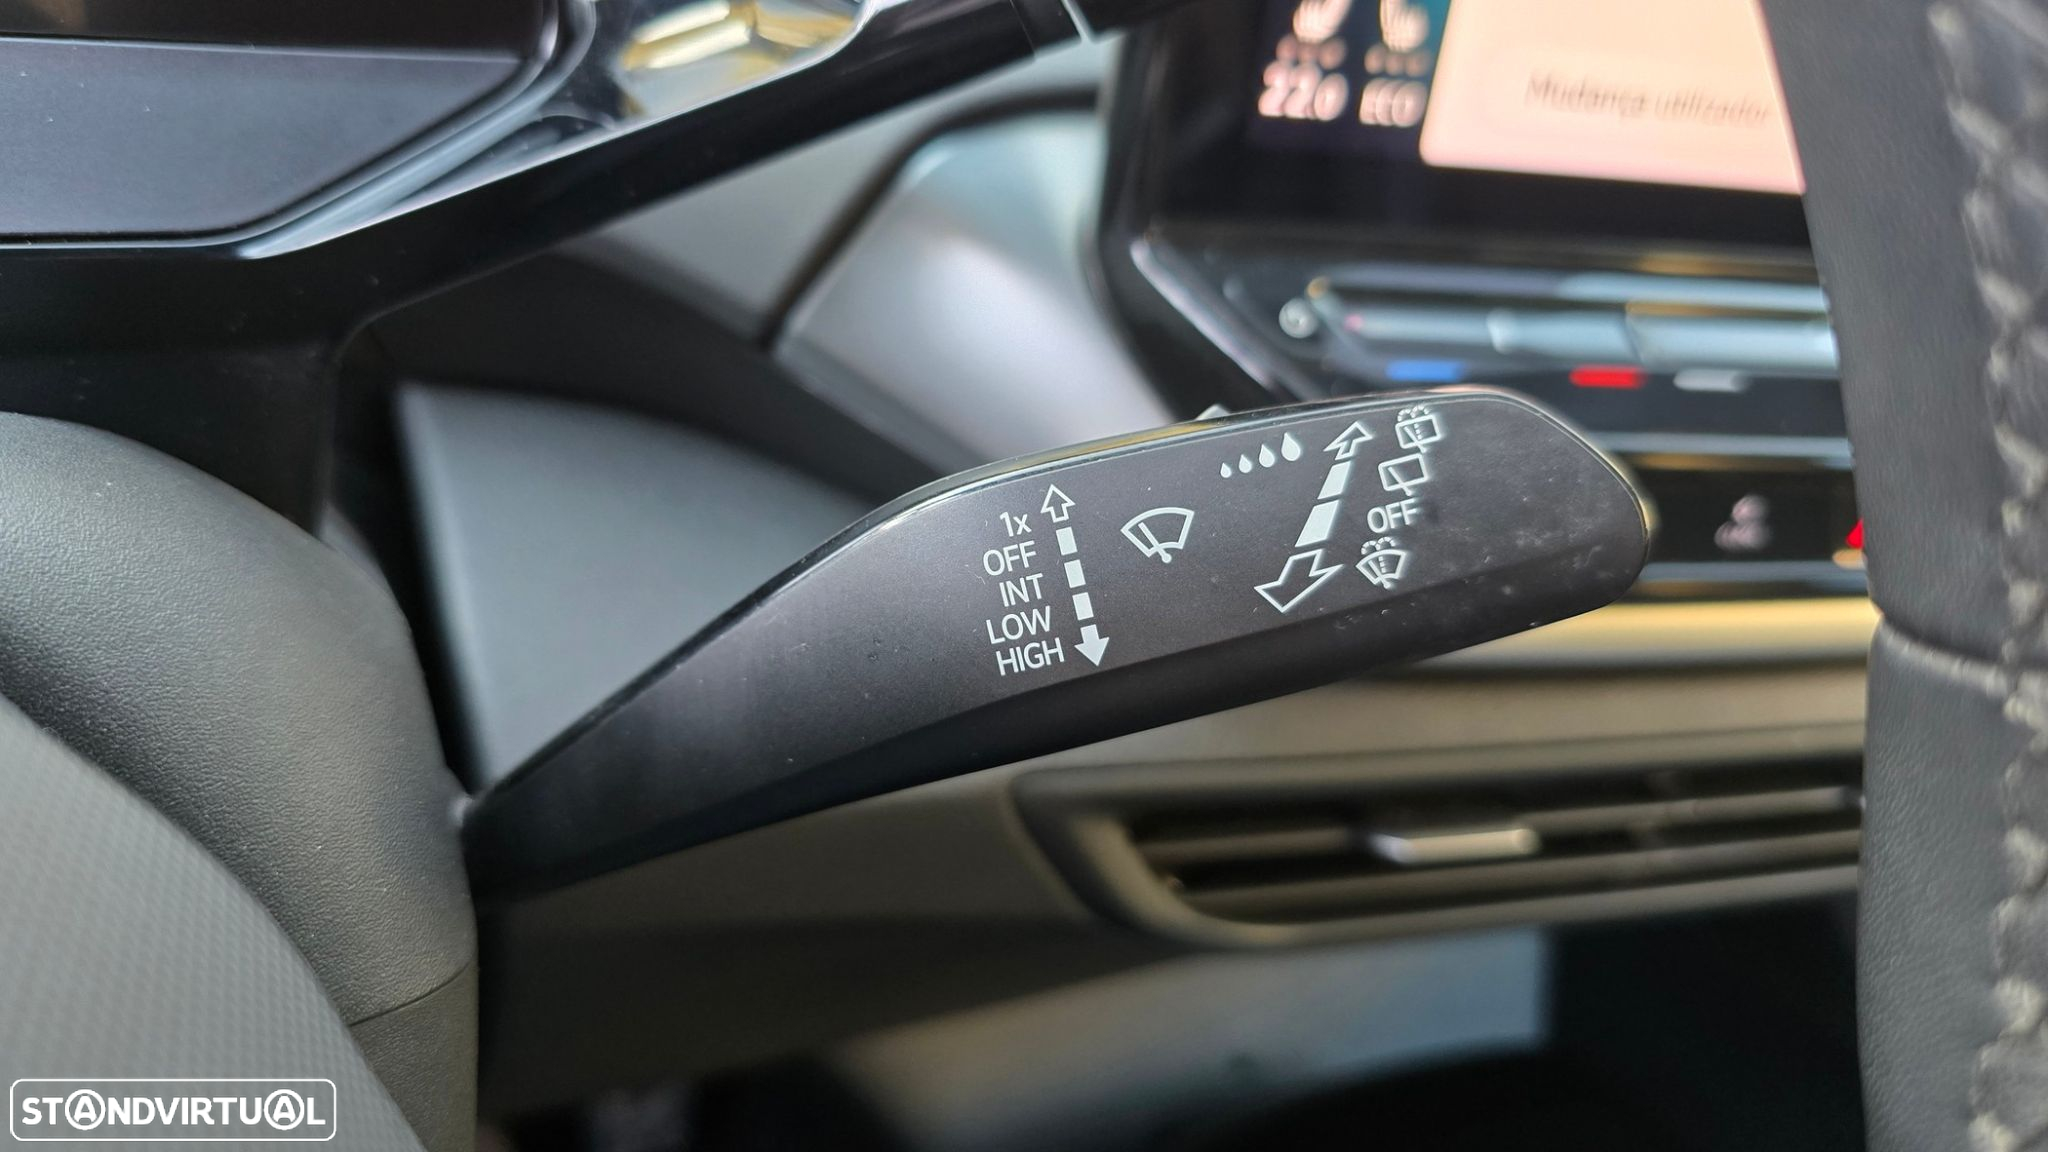 22.0 ECO
Mudança utilizador
1x
OFF
INT
LOW
HIGH
OFF
STANDVIRTUAL